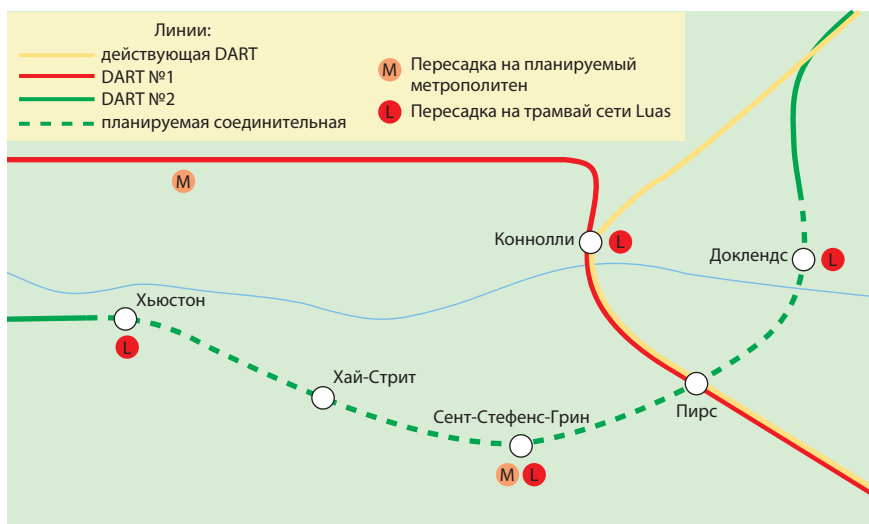 Линии:
действующая DART
DART №1
DART №2
планируемая соединительная
М Пересадка на планируемый
метрополитен
L Пересадка на трамвай сети Luas
М
Коннолли L
Доклендс L
Хьюстон
L
Хай-Стрит
Сент-Стефенс-Грин
М L
Пирс